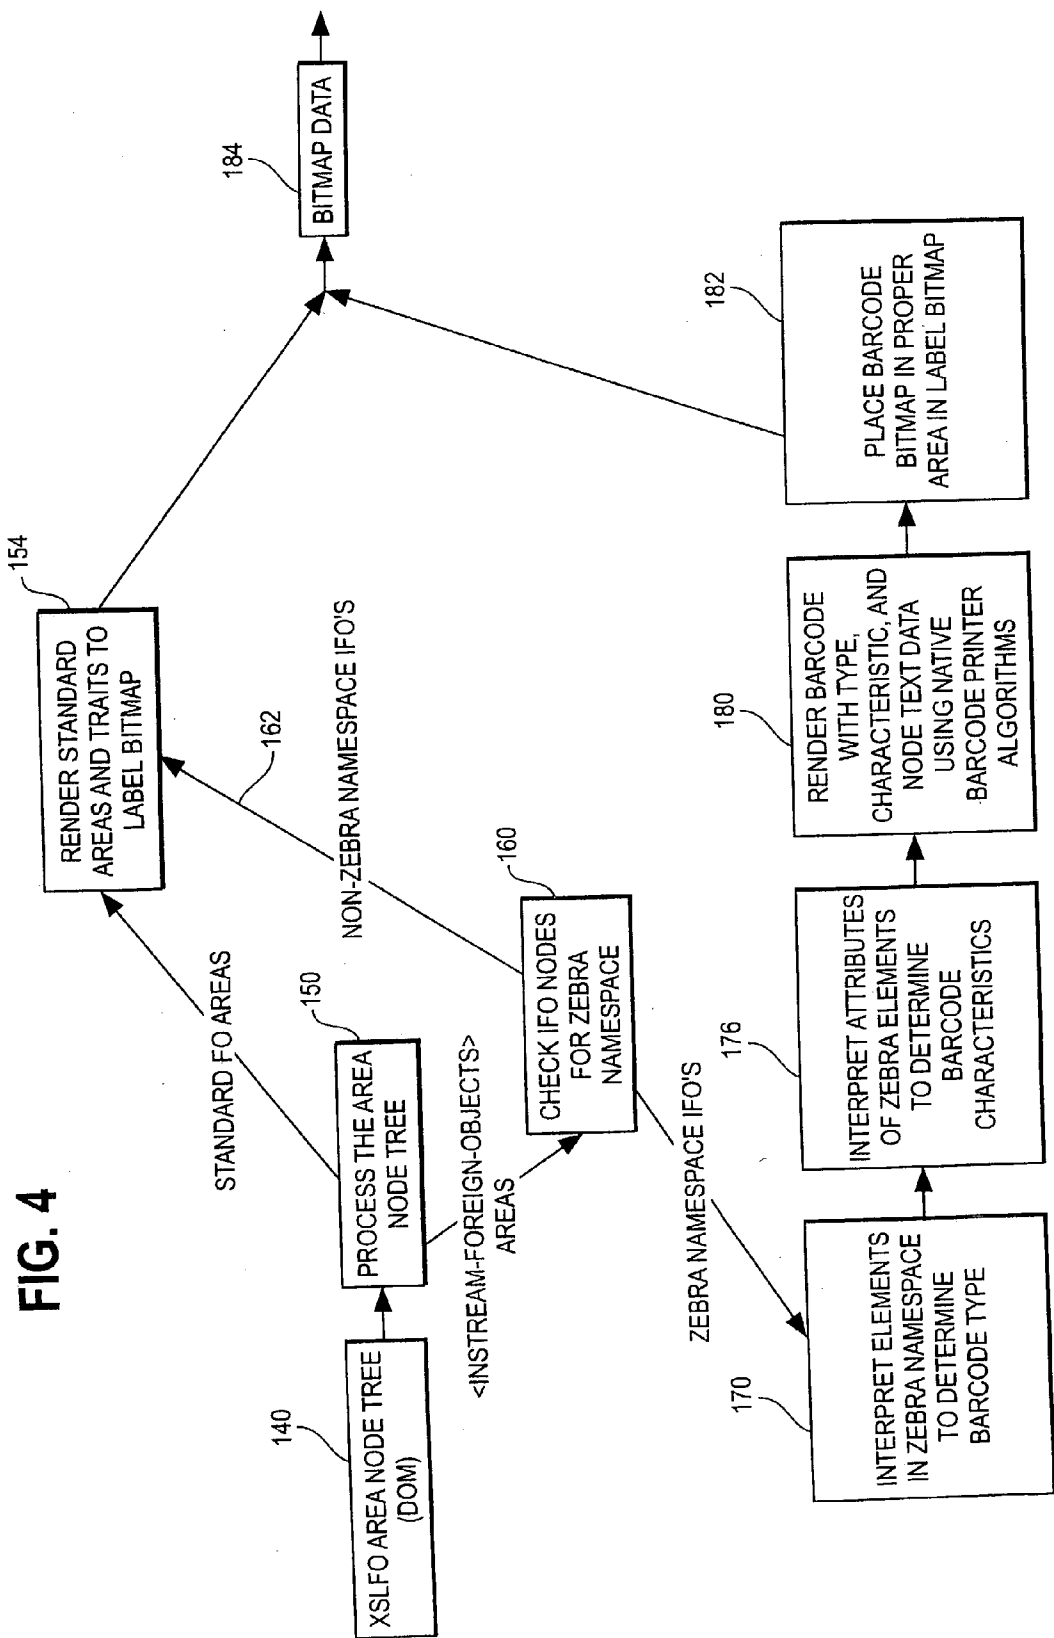 FIG. 4
XSLFO AREA NODE TREE
(DOM)
140
PROCESS THE AREA
NODE TREE
150
STANDARD FO AREAS
<INSTREAM-FOREIGN-OBJECTS>
AREAS
RENDER STANDARD
AREAS AND TRAITS TO
LABEL BITMAP
154
CHECK IFO NODES
FOR ZEBRA
NAMESPACE
160
NON-ZEBRA NAMESPACE IFO'S
162
ZEBRA NAMESPACE IFO'S
INTERPRET ELEMENTS
IN ZEBRA NAMESPACE
TO DETERMINE
BARCODE TYPE
170
INTERPRET ATTRIBUTES
OF ZEBRA ELEMENTS
TO DETERMINE
BARCODE
CHARACTERISTICS
176
RENDER BARCODE
WITH TYPE,
CHARACTERISTIC, AND
NODE TEXT DATA
USING NATIVE
BARCODE PRINTER
ALGORITHMS
180
PLACE BARCODE
BITMAP IN PROPER
AREA IN LABEL BITMAP
182
BITMAP DATA
184